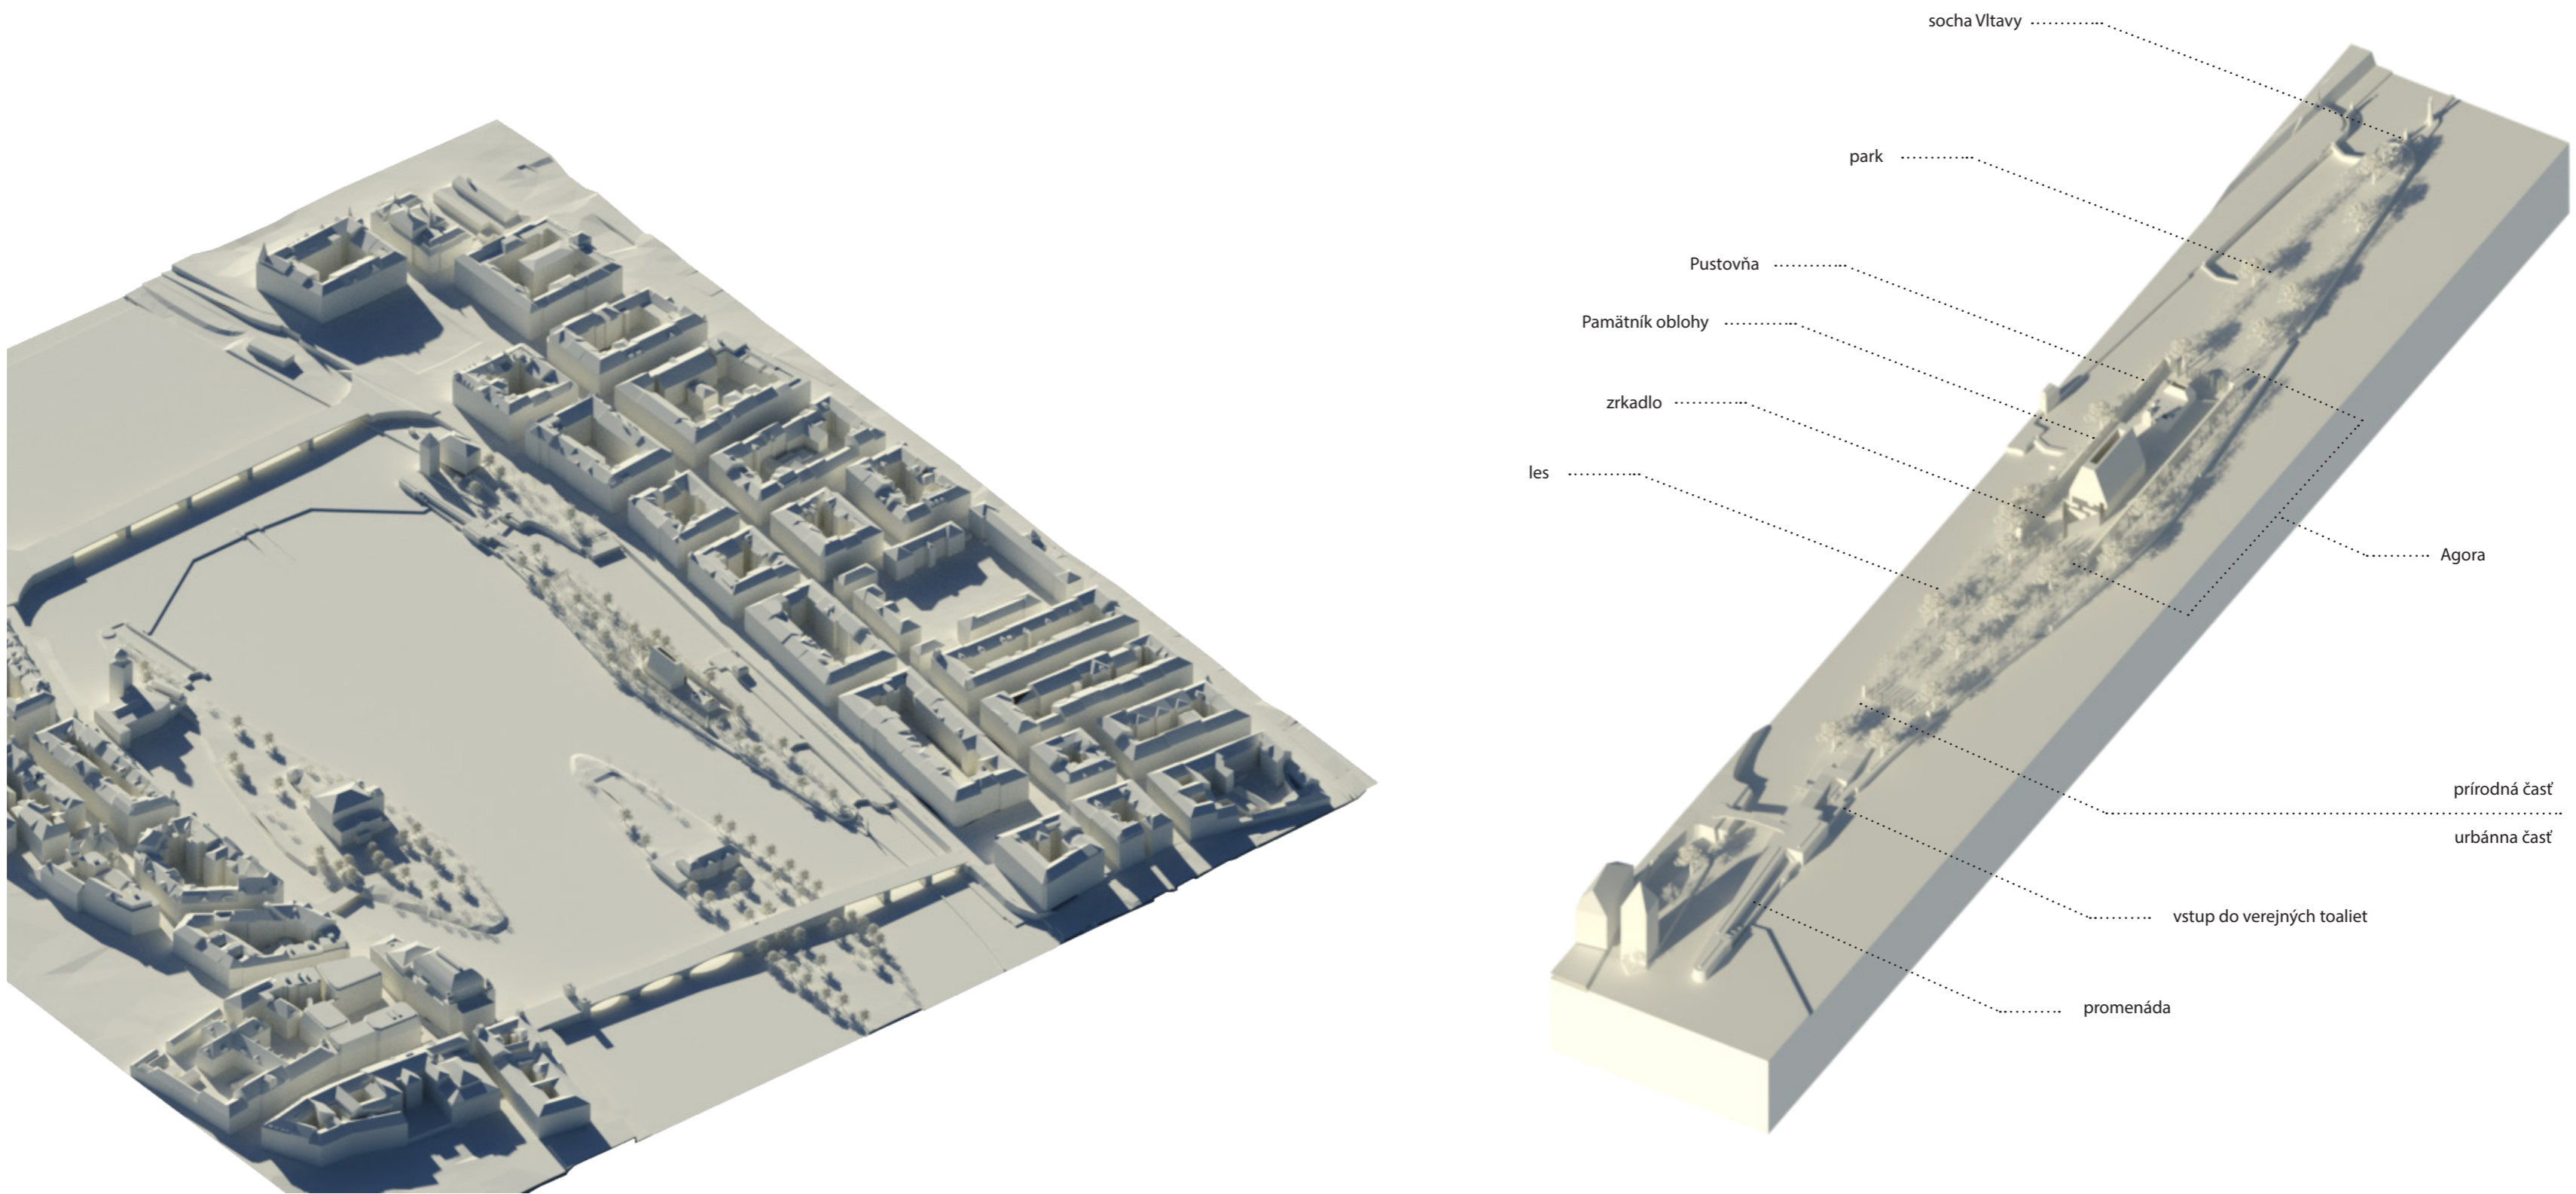 socha Vltavy
park
Pustovňa
Pamätník oblohy
zrkadlo
les
Agora
prírodná časť
urbánna časť
vstup do verejných toaliet
promenáda